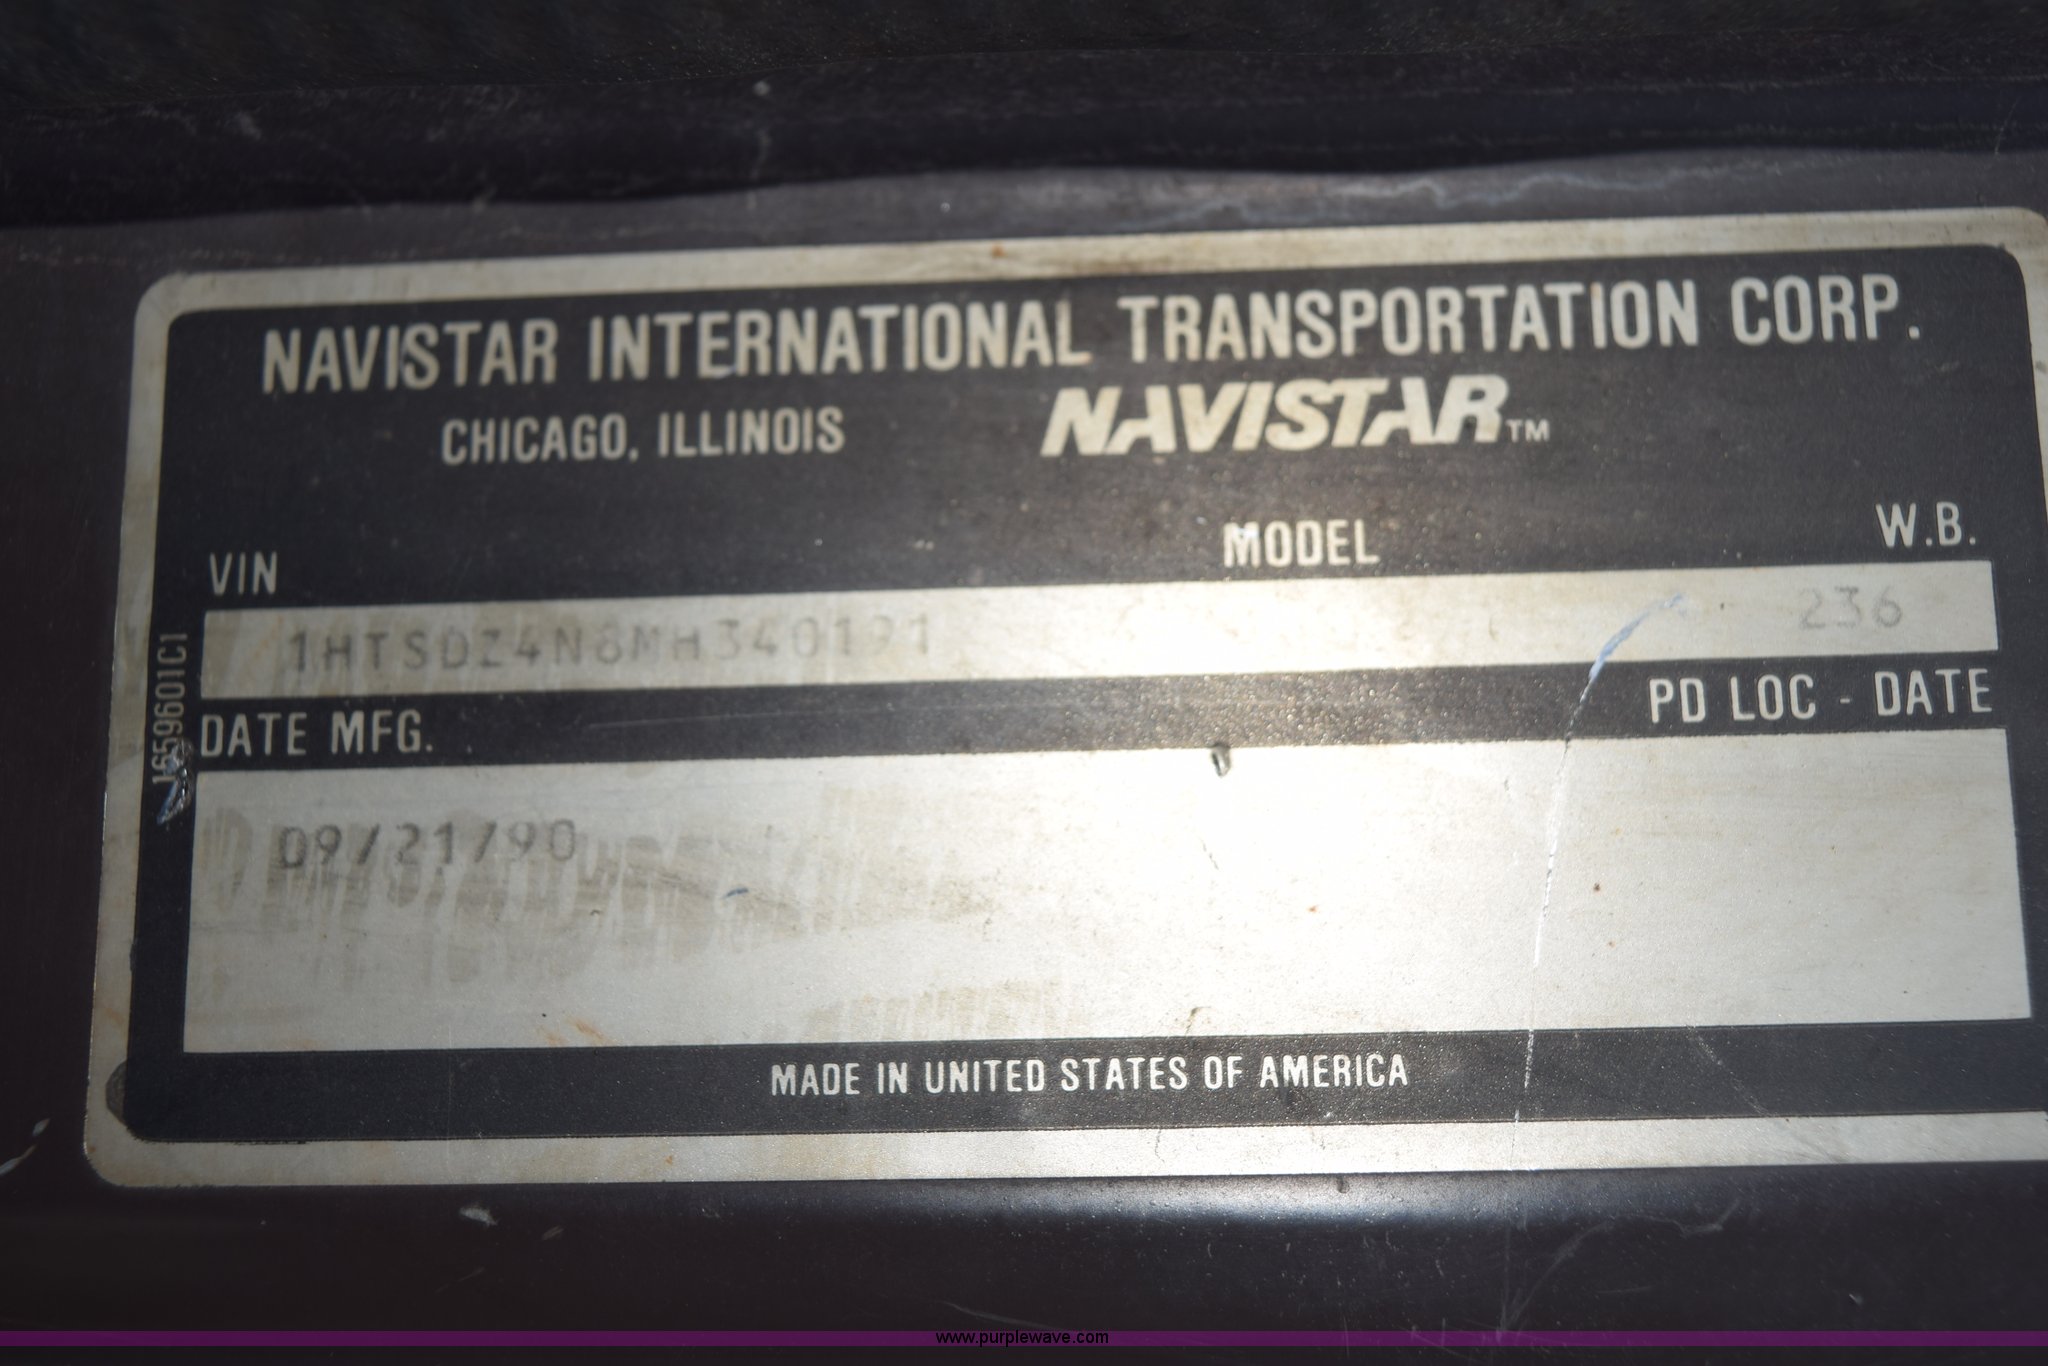 NAVISTAR INTERNATIONAL TRANSPORTATION CORP.
CHICAGO, ILLINOIS NAVISTAR™
VIN MODEL W.B.
1HTSDZ4N8MH340191 236
DATE MFG. PD LOC - DATE
09/21/90
MADE IN UNITED STATES OF AMERICA
1659601C1
www.purplewave.com